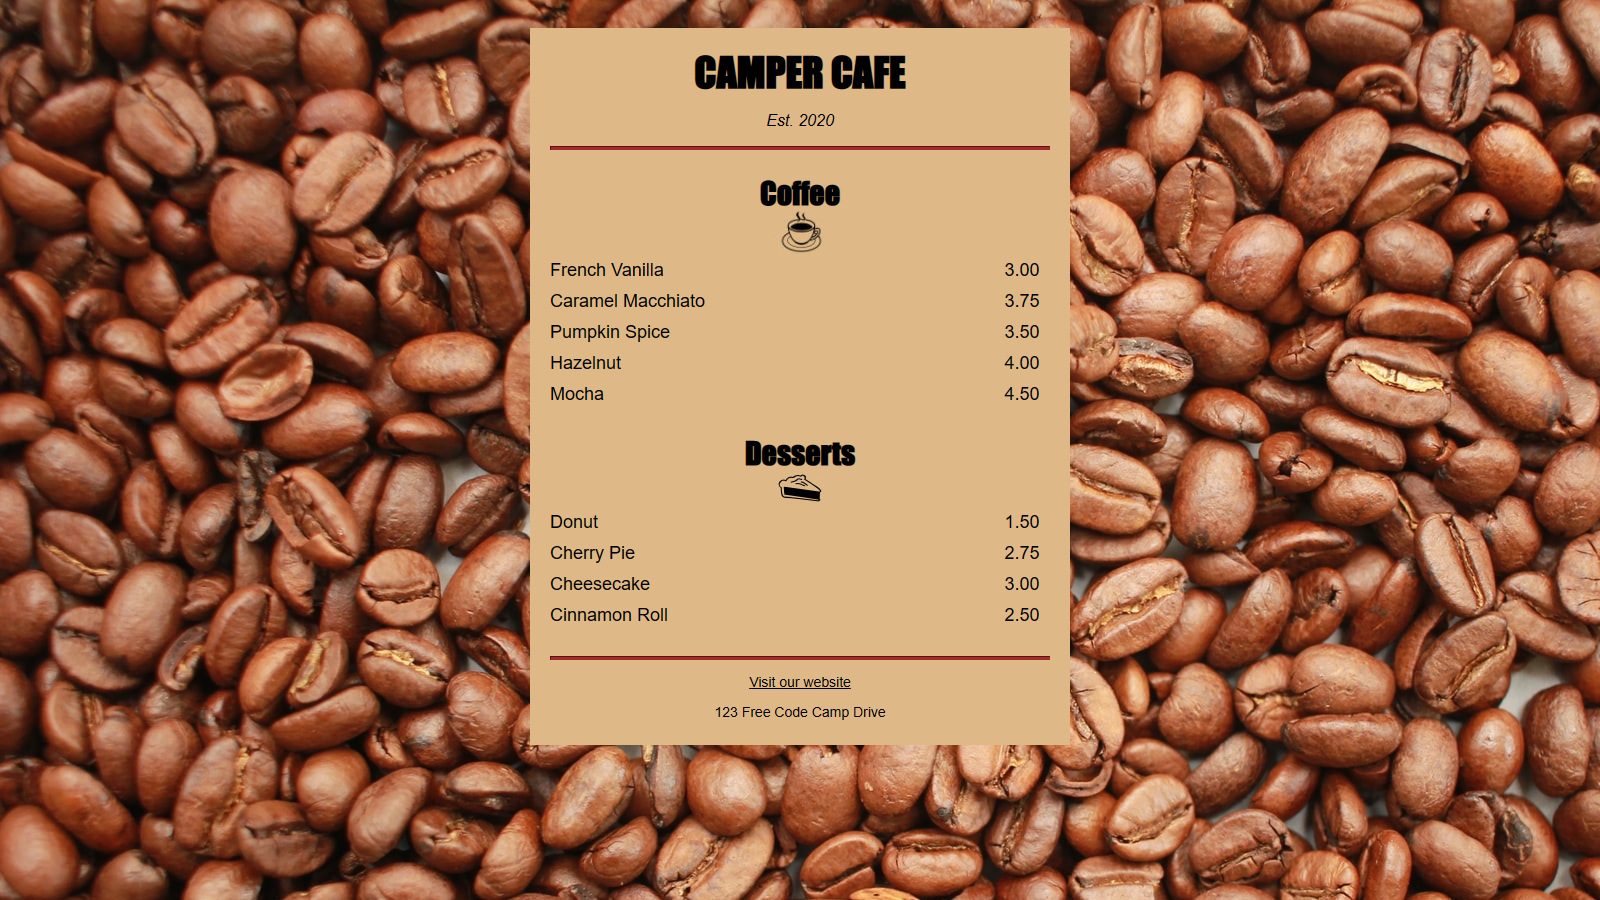 CAMPER CAFE
Est. 2020
Coffee
French Vanilla 3.00
Caramel Macchiato 3.75
Pumpkin Spice 3.50
Hazelnut 4.00
Mocha 4.50
Desserts
Donut 1.50
Cherry Pie 2.75
Cheesecake 3.00
Cinnamon Roll 2.50
Visit our website
123 Free Code Camp Drive